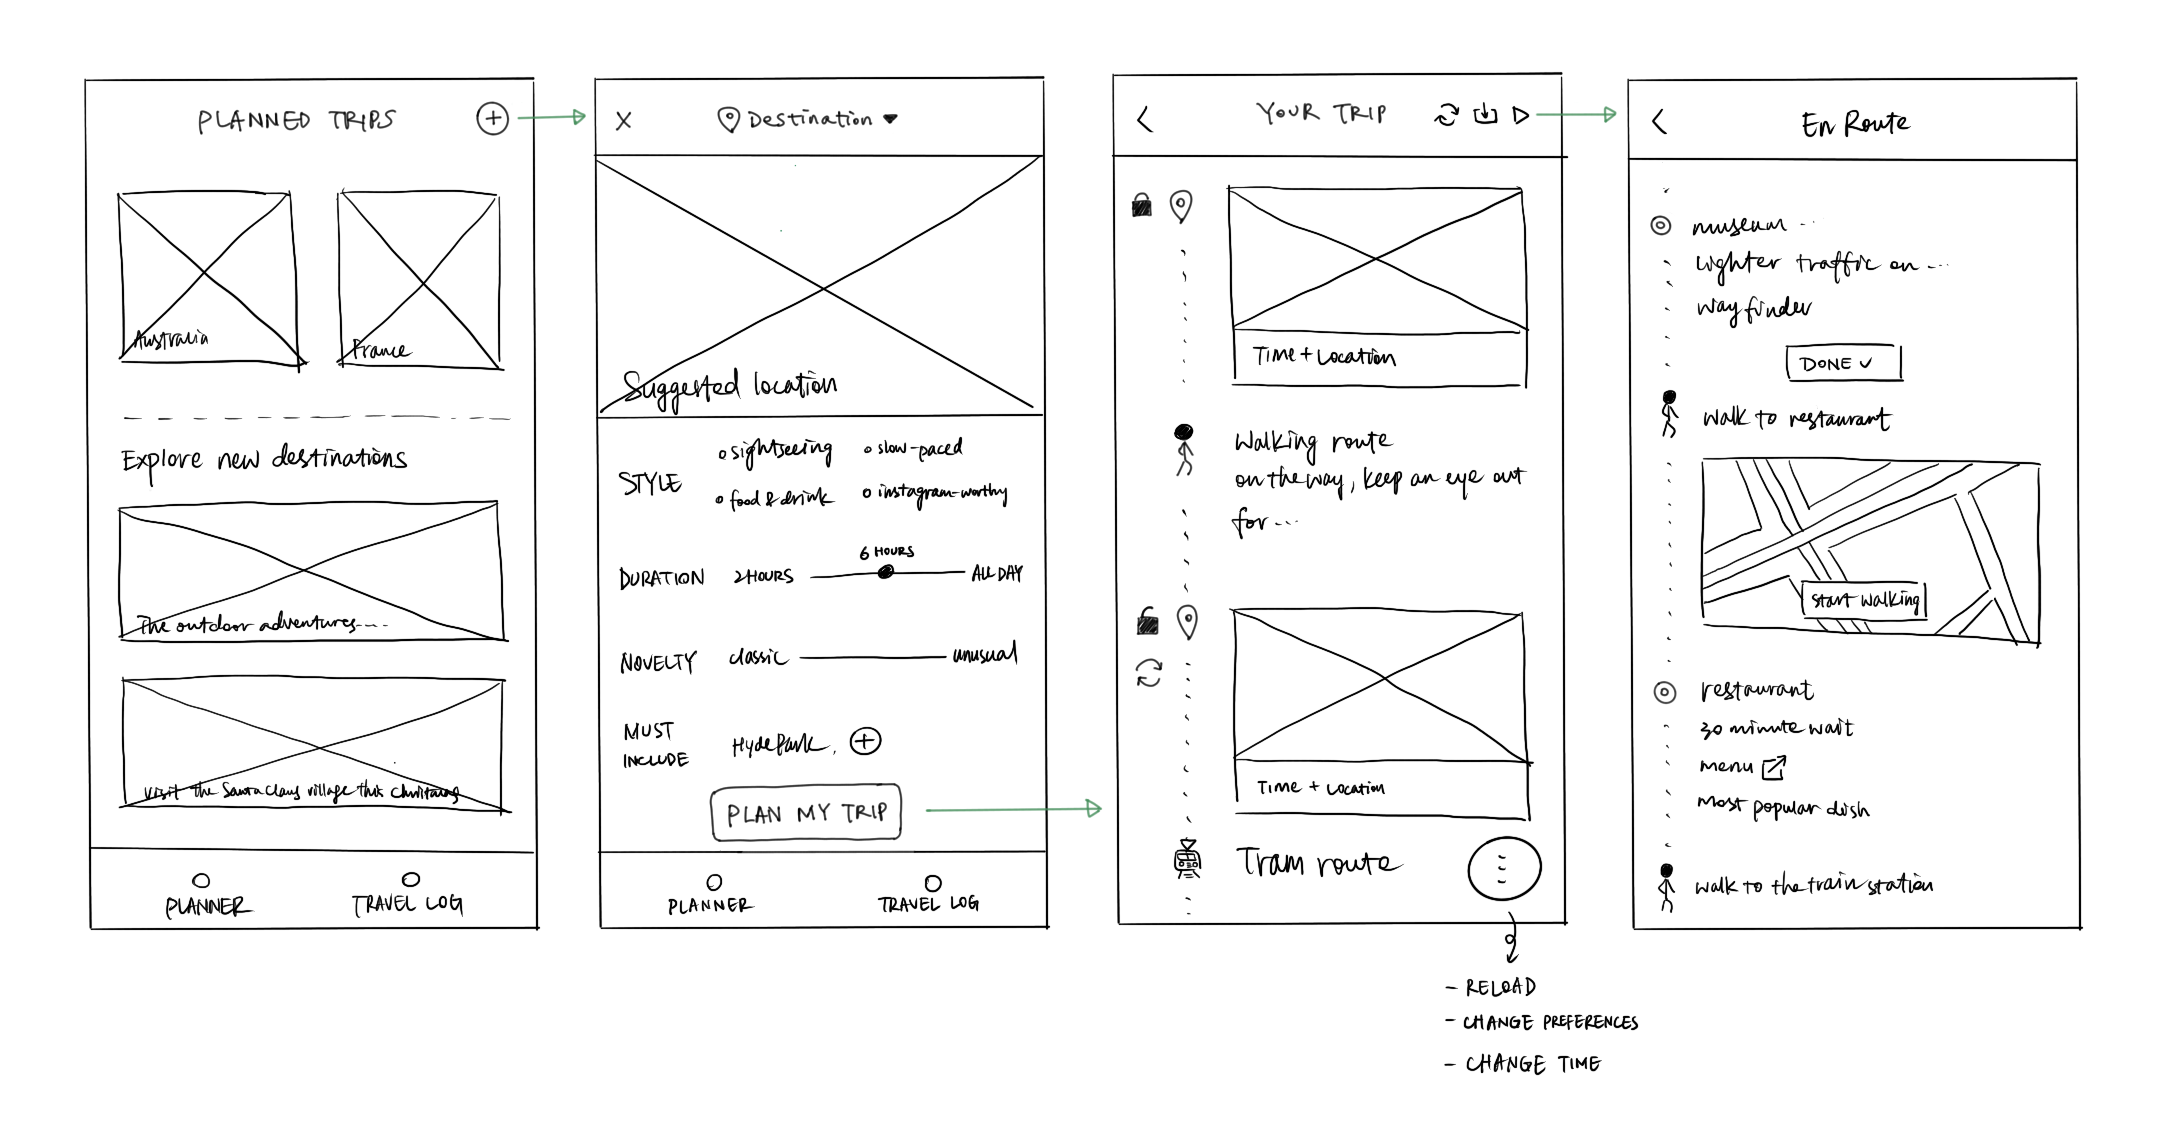 PLANNED TRIPS
Australia
France
Explore new destinations
The outdoor adventures----
Visit the Santa Claus village this Christmas
PLANNER
TRAVEL LOG
X
Destination
Suggested location
STYLE
sightseeing
slow-paced
food & drink
instagram-worthy
DURATION
2 HOURS
6 HOURS
ALL DAY
NOVELTY
classic
unusual
MUST
INCLUDE
Hyde Park,
PLAN MY TRIP
PLANNER
TRAVEL LOG
YOUR TRIP
Time + Location
Walking route
on the way, keep an eye out
for ---
Time + Location
Tram route
- RELOAD
- CHANGE PREFERENCES
- CHANGE TIME
En Route
museum ...
lighter traffic on ...
way finder
DONE ✓
walk to restaurant
Start walking
restaurant
30 minute wait
menu
most popular dish
walk to the train station